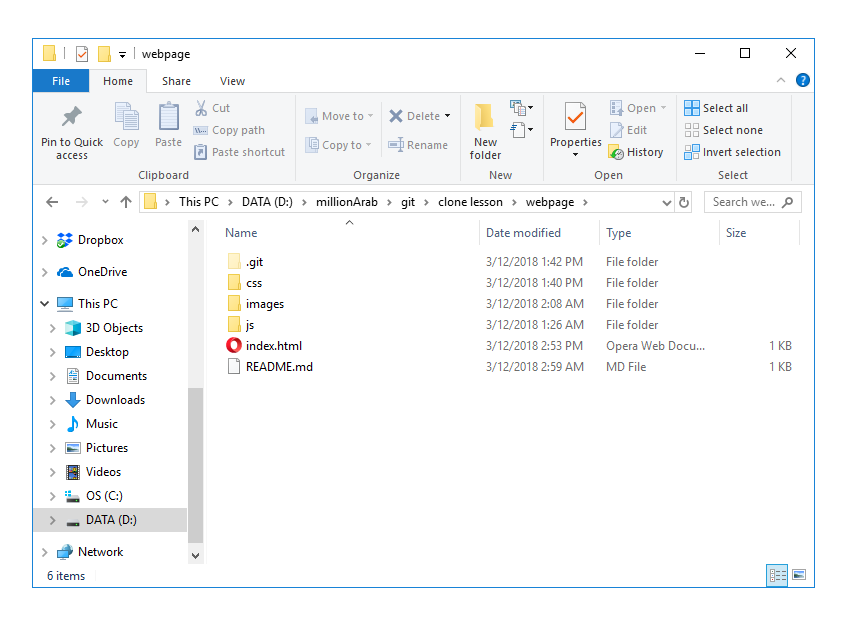 webpage
File Home Share View
Pin to Quick access
Copy
Paste
Cut
Copy path
Paste shortcut
Clipboard
Move to
Copy to
Delete
Rename
Organize
New folder
New
Properties
Open
Edit
History
Open
Select all
Select none
Invert selection
Select
This PC > DATA (D:) > millionArab > git > clone lesson > webpage >
Search we...
Dropbox
OneDrive
This PC
3D Objects
Desktop
Documents
Downloads
Music
Pictures
Videos
OS (C:)
DATA (D:)
Network
Name Date modified Type Size
.git 3/12/2018 1:42 PM File folder
css 3/12/2018 1:40 PM File folder
images 3/12/2018 2:08 AM File folder
js 3/12/2018 1:26 AM File folder
index.html 3/12/2018 2:53 PM Opera Web Docu... 1 KB
README.md 3/12/2018 2:59 AM MD File 1 KB
6 items